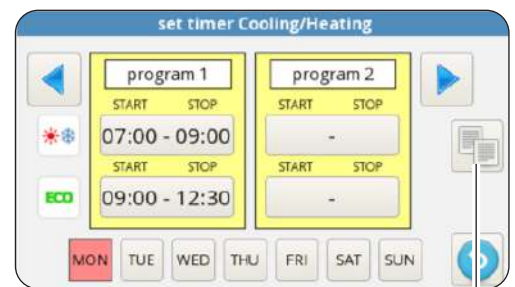 set timer Cooling/Heating
program 1 program 2
START STOP START STOP
07:00 - 09:00 -
START STOP START STOP
ECO 09:00 - 12:30 -
MON TUE WED THU FRI SAT SUN